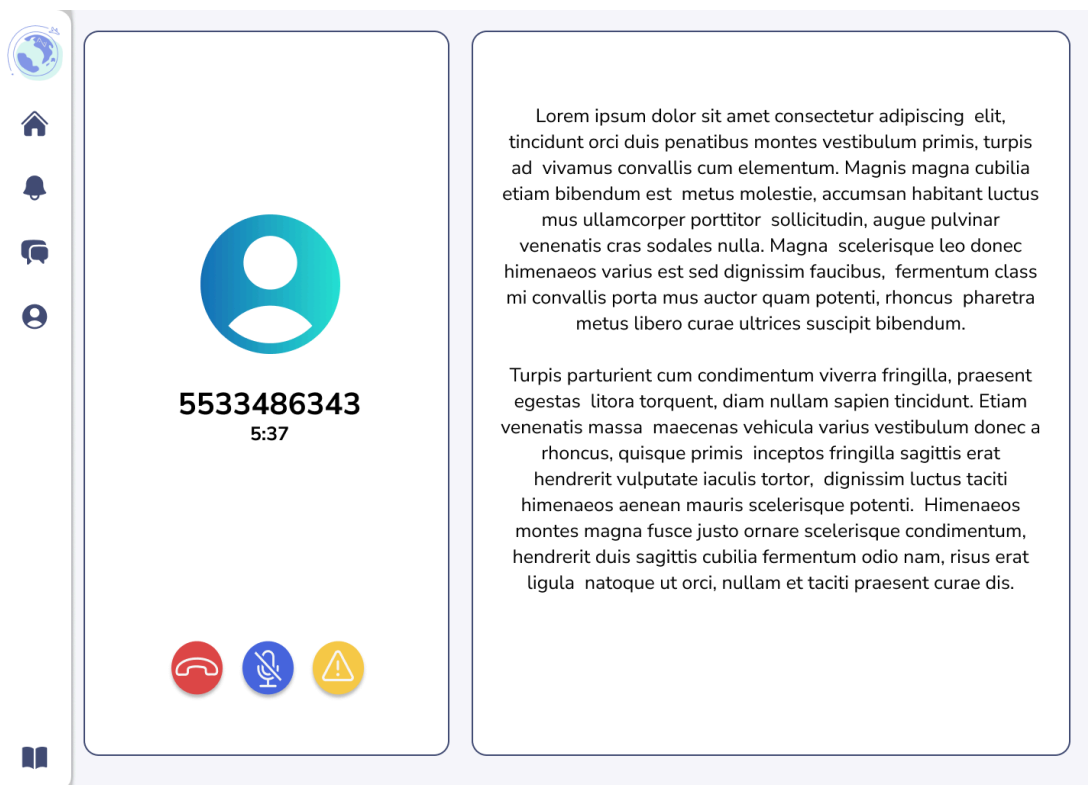 5533486343
5:37
Lorem ipsum dolor sit amet consectetur adipiscing  elit,
tincidunt orci duis penatibus montes vestibulum primis, turpis
ad  vivamus convallis cum elementum. Magnis magna cubilia
etiam bibendum est  metus molestie, accumsan habitant luctus
mus ullamcorper porttitor  sollicitudin, augue pulvinar
venenatis cras sodales nulla. Magna  scelerisque leo donec
himenaeos varius est sed dignissim faucibus,  fermentum class
mi convallis porta mus auctor quam potenti, rhoncus  pharetra
metus libero curae ultrices suscipit bibendum.
Turpis parturient cum condimentum viverra fringilla, praesent
egestas  litora torquent, diam nullam sapien tincidunt. Etiam
venenatis massa  maecenas vehicula varius vestibulum donec a
rhoncus, quisque primis  inceptos fringilla sagittis erat
hendrerit vulputate iaculis tortor,  dignissim luctus taciti
himenaeos aenean mauris scelerisque potenti.  Himenaeos
montes magna fusce justo ornare scelerisque condimentum,
hendrerit duis sagittis cubilia fermentum odio nam, risus erat
ligula  natoque ut orci, nullam et taciti praesent curae dis.